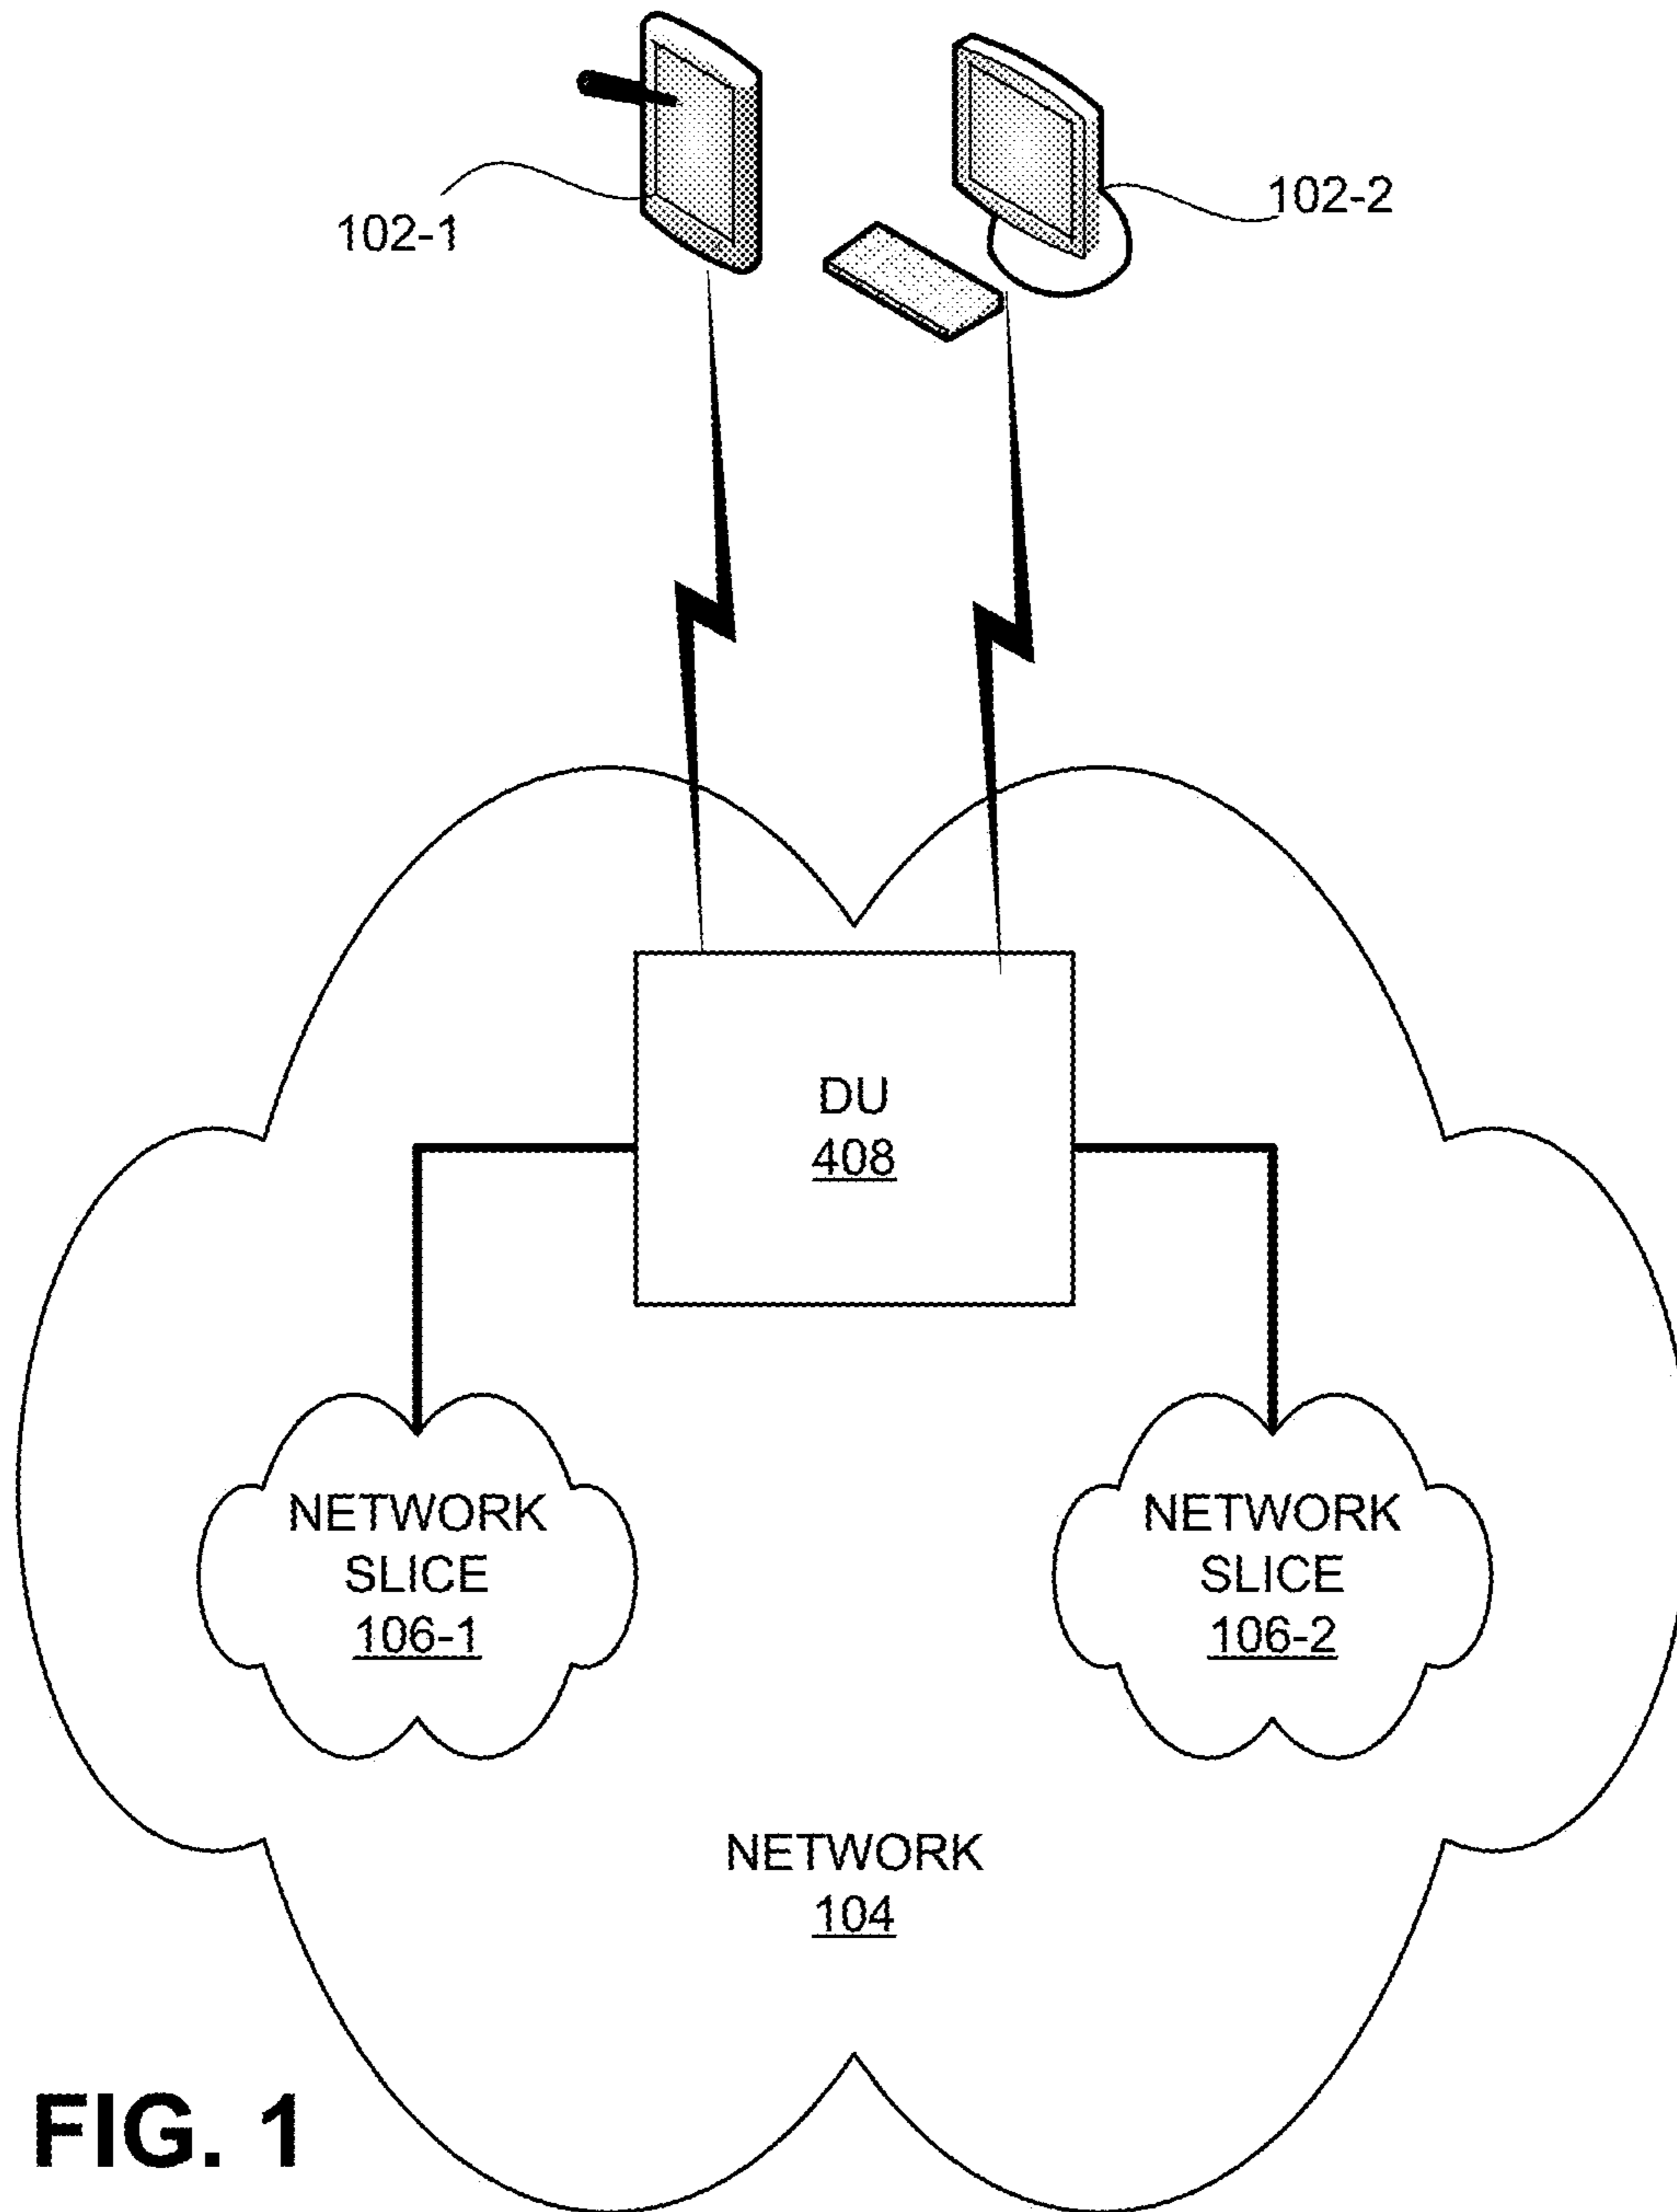 102-1
102-2
DU
408
NETWORK
SLICE
106-1
NETWORK
SLICE
106-2
NETWORK
104
FIG. 1